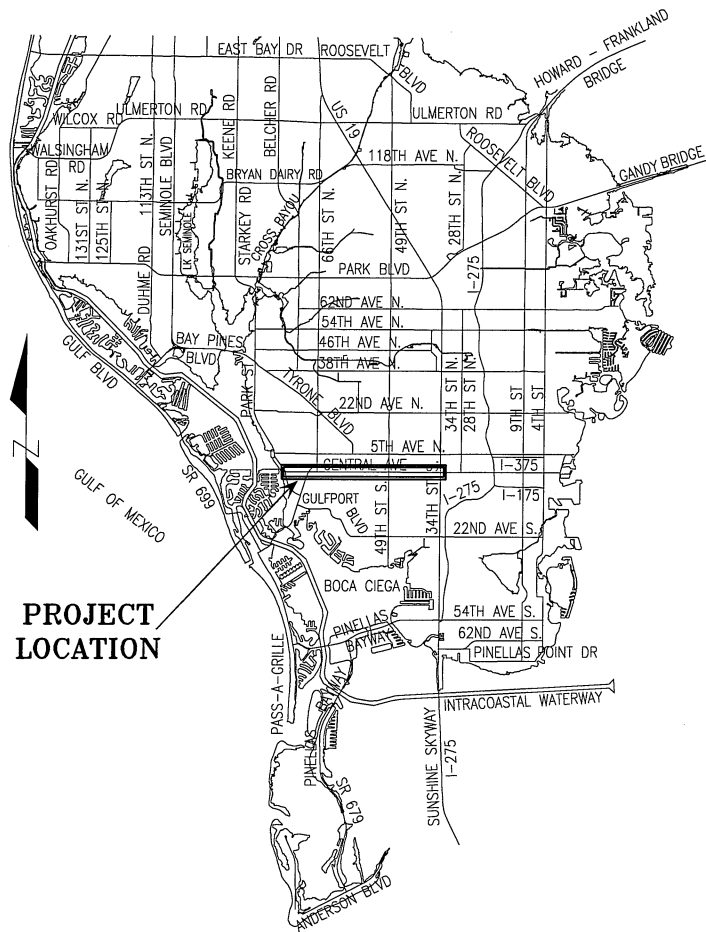 EAST BAY DR
ROOSEVELT
BLVD
HOWARD - FRANKLAND
BRIDGE
WILCOX RD
ULMERTON RD
KEENE RD
BELCHER RD
US 19
ULMERTON RD
WALSINGHAM
RD
ROOSEVELT BLVD
118TH AVE N.
GANDY BRIDGE
OAKHURST RD
131ST ST N.
125TH ST N.
113TH ST N.
SEMINOLE BLVD
LK SEMINOLE
BRYAN DAIRY RD
STARKEY RD
CROSS BAYOU
66TH ST N.
49TH ST N.
28TH ST N.
I-275
DUHME RD
PARK BLVD
62ND AVE N.
54TH AVE N.
46TH AVE N.
38TH AVE N.
BAY PINES
BLVD
GULF BLVD
PARK ST
TYRONE BLVD
22ND AVE N.
34TH ST N.
28TH ST N.
9TH ST
4TH ST
N
5TH AVE N.
CENTRAL AVE
I-375
SR 699
GULFPORT
BLVD
49TH ST S.
34TH ST S.
I-275
I-175
GULF OF MEXICO
22ND AVE S.
BOCA CIEGA
PROJECT
LOCATION
PINELLAS
BAYWAY
54TH AVE S.
62ND AVE S.
PINELLAS POINT DR
PASS-A-GRILLE
PINELLAS BAYWAY
INTRACOASTAL WATERWAY
SUNSHINE SKYWAY
I-275
SR 679
ANDERSON BLVD